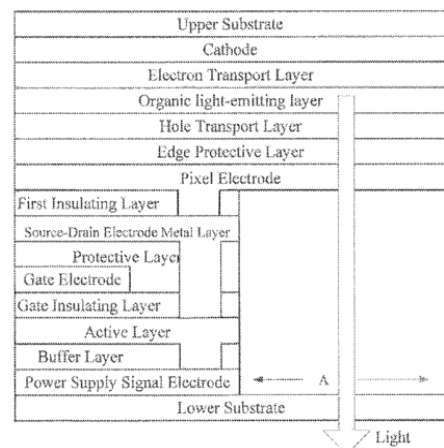 Upper Substrate
Cathode
Electron Transport Layer
Organic light-emitting layer
Hole Transport Layer
Edge Protective Layer
Pixel Electrode
First Insulating Layer
Source-Drain Electrode Metal Layer
Protective Layer
Gate Electrode
Gate Insulating Layer
Active Layer
Buffer Layer
Power Supply Signal Electrode
A
Lower Substrate
Light